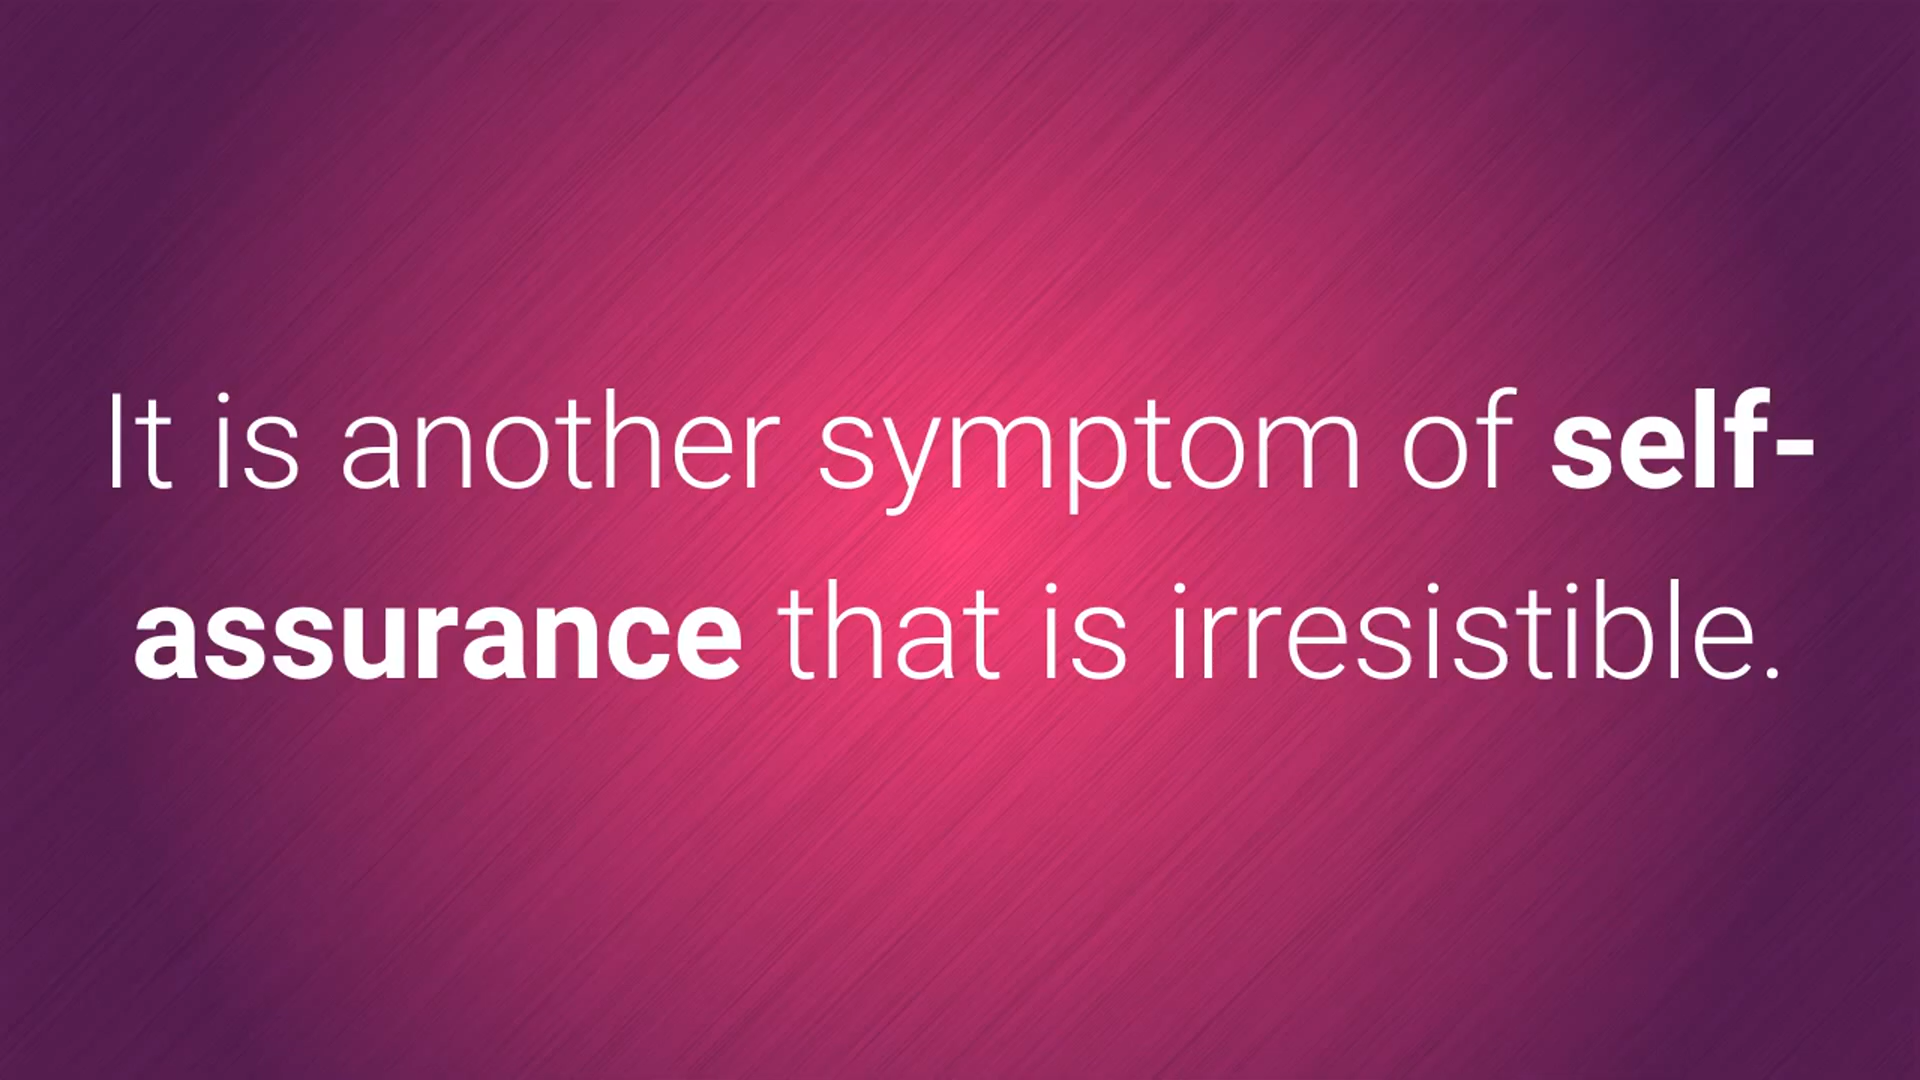 It is another symptom of self-
assurance that is irresistible.